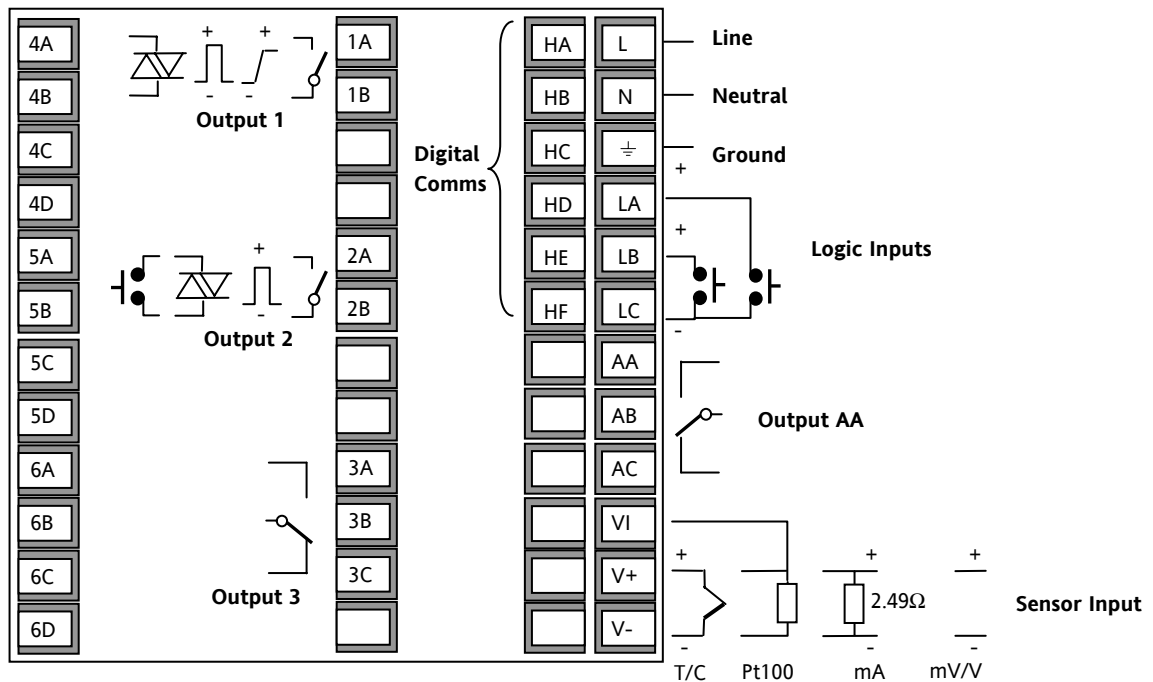 4A
4B
4C
4D
5A
5B
5C
5D
6A
6B
6C
6D
+ +
- -
Output 1
1A
1B
+
-
Output 2
2A
2B
Output 3
3A
3B
3C
Digital
Comms
HA
HB
HC
HD
HE
HF
L
N
LA
LB
LC
AA
AB
AC
VI
V+
V-
Line
Neutral
Ground
+
+
-
Logic Inputs
Output AA
+ + +
2.49Ω
Sensor Input
- - -
T/C Pt100 mA mV/V